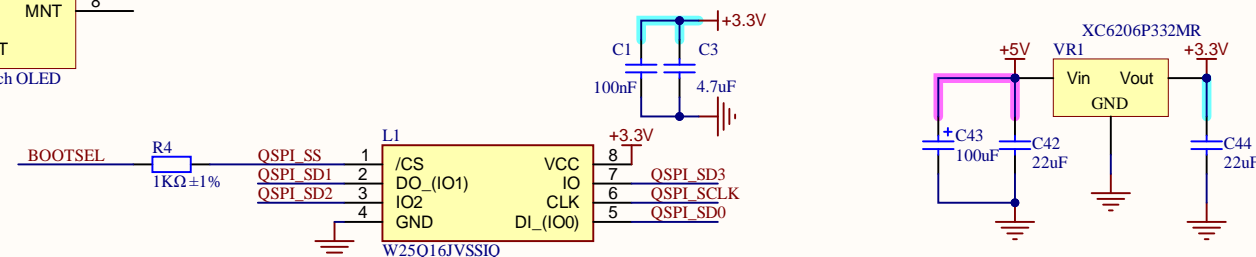 MNT
8
T
ch OLED
+3.3V
C1
C3
100nF
4.7uF
XC6206P332MR
+5V
VR1
+3.3V
Vin
Vout
GND
+
C43
100uF
C42
22uF
C44
22uF
BOOTSEL
R4
1KΩ±1%
QSPI_SS
QSPI_SD1
QSPI_SD2
L1
+3.3V
1
/CS
VCC
8
2
DO_(IO1)
IO
7
QSPI_SD3
3
IO2
CLK
6
QSPI_SCLK
4
GND
DI_(IO0)
5
QSPI_SD0
W25Q16JVSSIQ